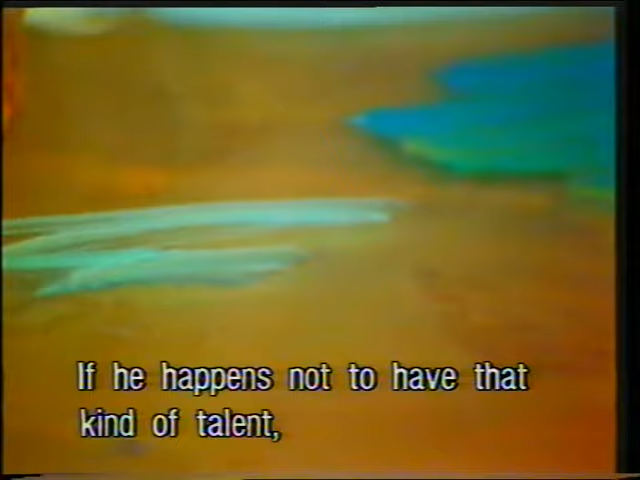 If he happens not to have that
kind of talent,